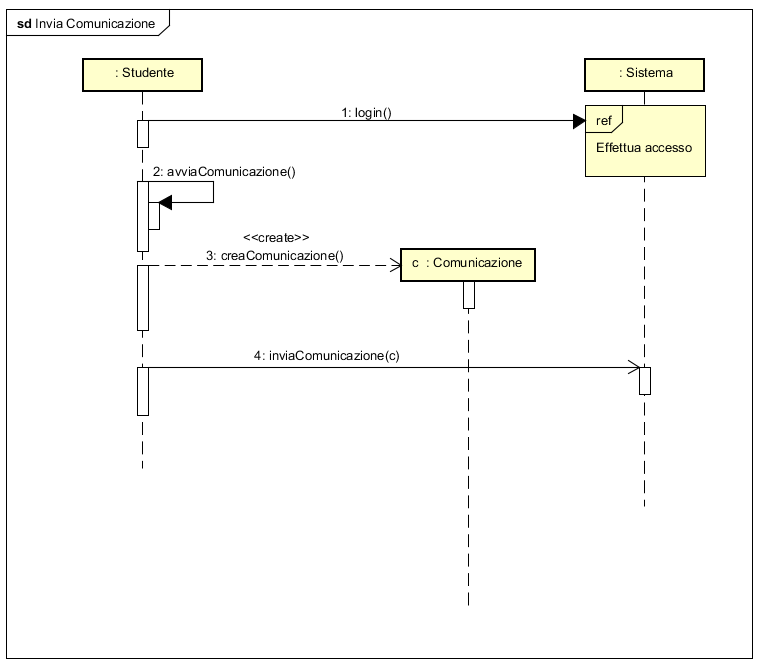 sd Invia Comunicazione
: Studente
: Sistema
1: login()
ref
Effettua accesso
2: avviaComunicazione()
<<create>>
3: creaComunicazione()
c : Comunicazione
4: inviaComunicazione(c)